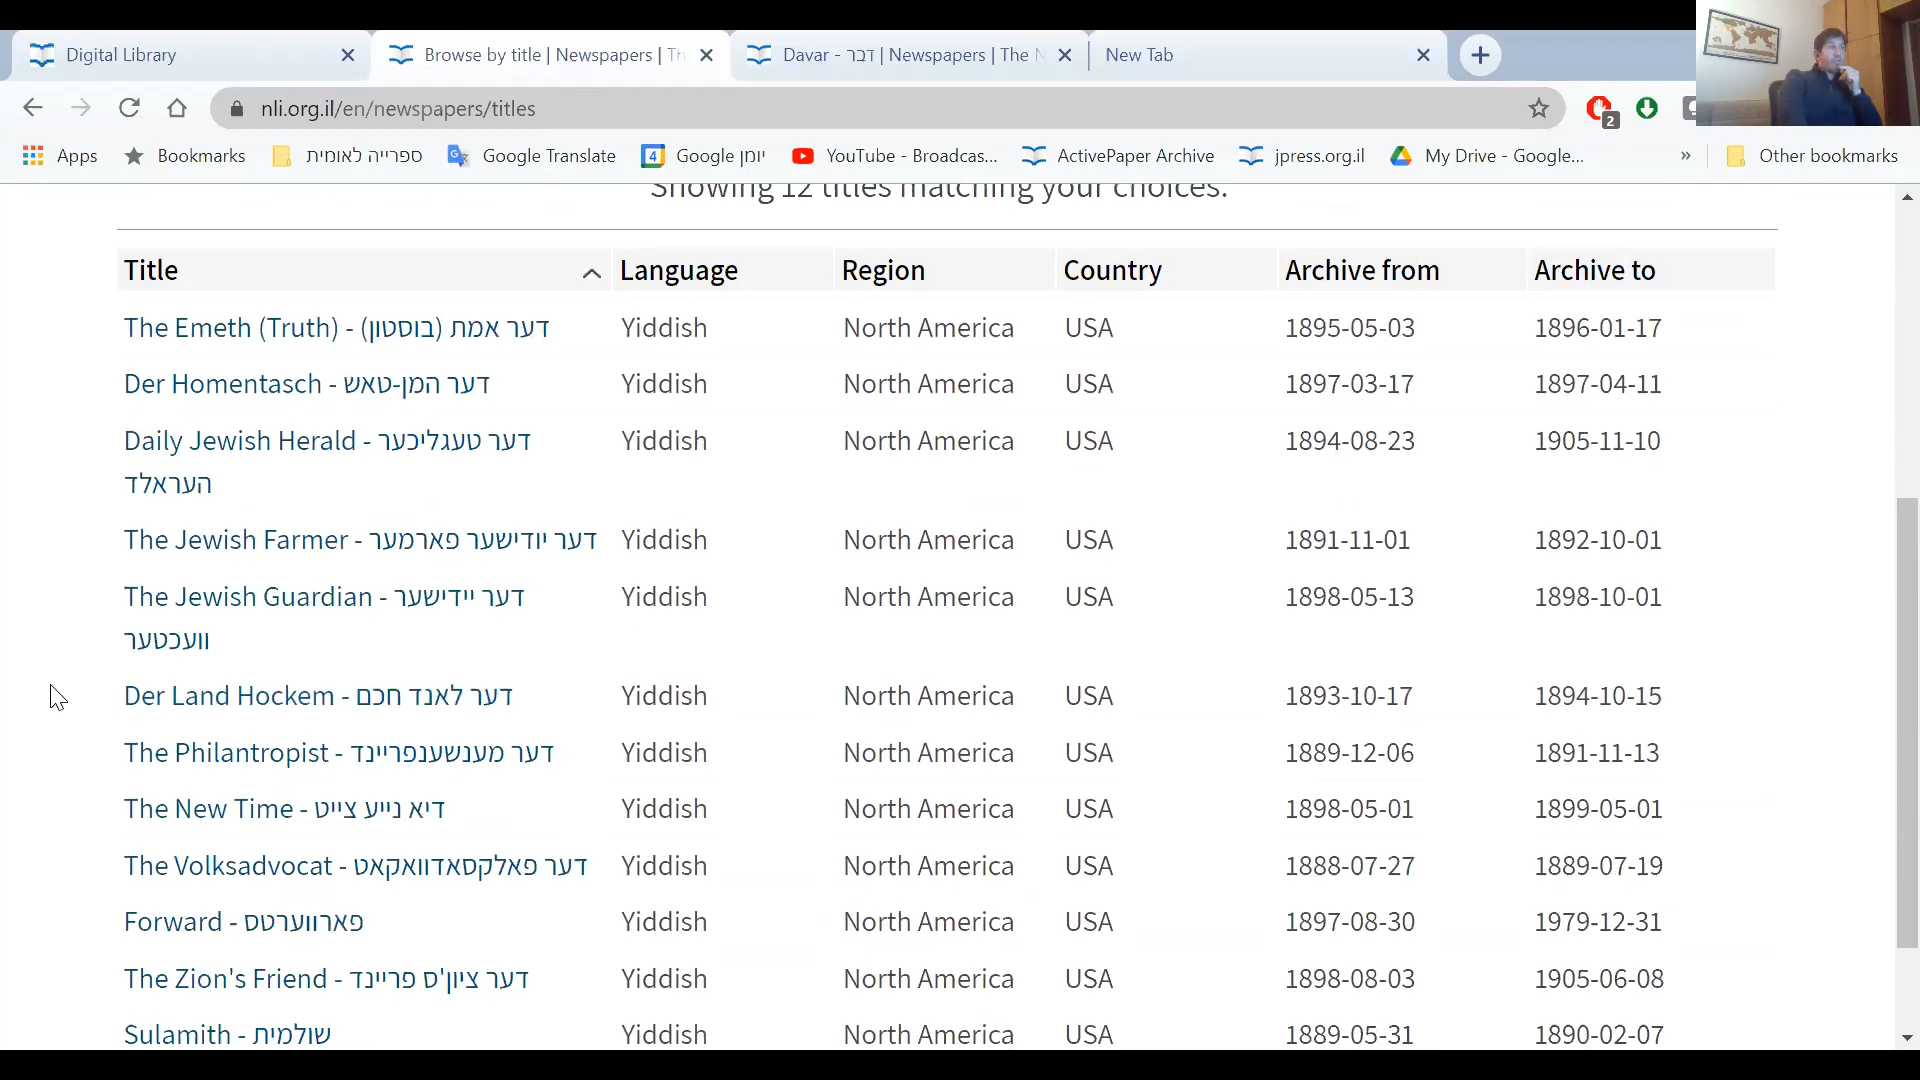 Digital Library
Browse by title | Newspapers | Th
Davar - דבר | Newspapers | The N
New Tab
nli.org.il/en/newspapers/titles
2
Apps
Bookmarks
ספרייה לאומית
Google Translate
4
יומן Google
YouTube - Broadcas...
ActivePaper Archive
jpress.org.il
My Drive - Google...
»
Other bookmarks
Showing 12 titles matching your choices.
Title Language Region Country Archive from Archive to
The Emeth (Truth) - דער אמת (בוסטון) Yiddish North America USA 1895-05-03 1896-01-17
Der Homentasch - דער המן-טאש Yiddish North America USA 1897-03-17 1897-04-11
Daily Jewish Herald - דער טעגליכער Yiddish North America USA 1894-08-23 1905-11-10
העראלד
The Jewish Farmer - דער יודישער פארמער Yiddish North America USA 1891-11-01 1892-10-01
The Jewish Guardian - דער יידישער Yiddish North America USA 1898-05-13 1898-10-01
וועכטער
Der Land Hockem - דער לאנד חכם Yiddish North America USA 1893-10-17 1894-10-15
The Philantropist - דער מענשענפריינד Yiddish North America USA 1889-12-06 1891-11-13
The New Time - דיא נייע צייט Yiddish North America USA 1898-05-01 1899-05-01
The Volksadvocat - דער פאלקסאדוואקאט Yiddish North America USA 1888-07-27 1889-07-19
Forward - פארווערטס Yiddish North America USA 1897-08-30 1979-12-31
The Zion's Friend - דער ציון'ס פריינד Yiddish North America USA 1898-08-03 1905-06-08
Sulamith - שולמית Yiddish North America USA 1889-05-31 1890-02-07